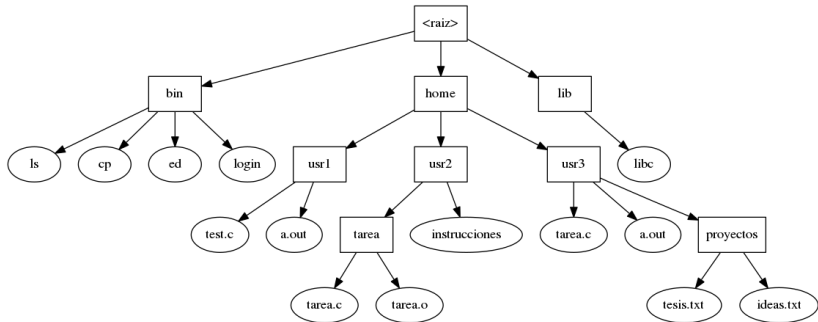 <raiz>
bin
home
lib
ls
cp
ed
login
usr1
usr2
usr3
libc
test.c
a.out
tarea
instrucciones
tarea.c
a.out
proyectos
tarea.c
tarea.o
tesis.txt
ideas.txt